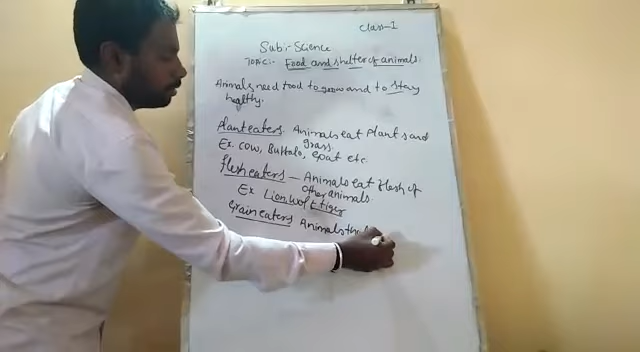 Class-I
Sub:- Science
Topic:- Food and shelter of animals.
Animals need food to grow and to stay
healthy.
Plant eaters. Animals eat Plants and
grass.
Ex. Cow, Buffalo, goat etc.
Flesh eaters – Animals eat flesh of
other animals.
Ex Lion wolf tiger
Grain eaters Animals